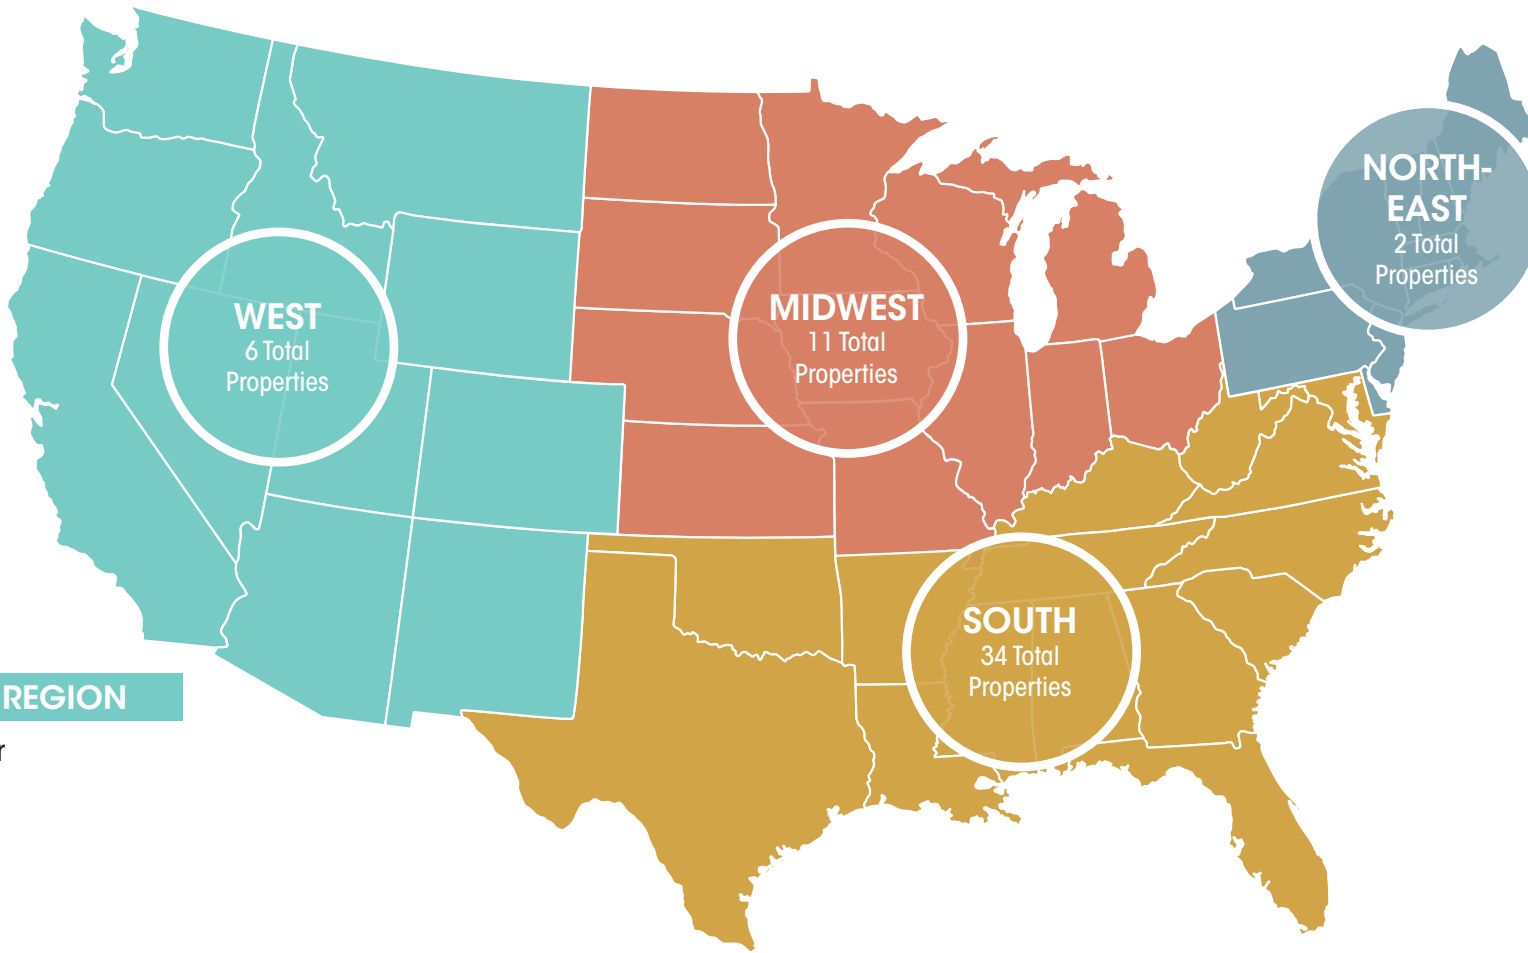 NORTH-
EAST
2 Total
Properties
WEST
6 Total
Properties
MIDWEST
11 Total
Properties
SOUTH
34 Total
Properties
REGION
r